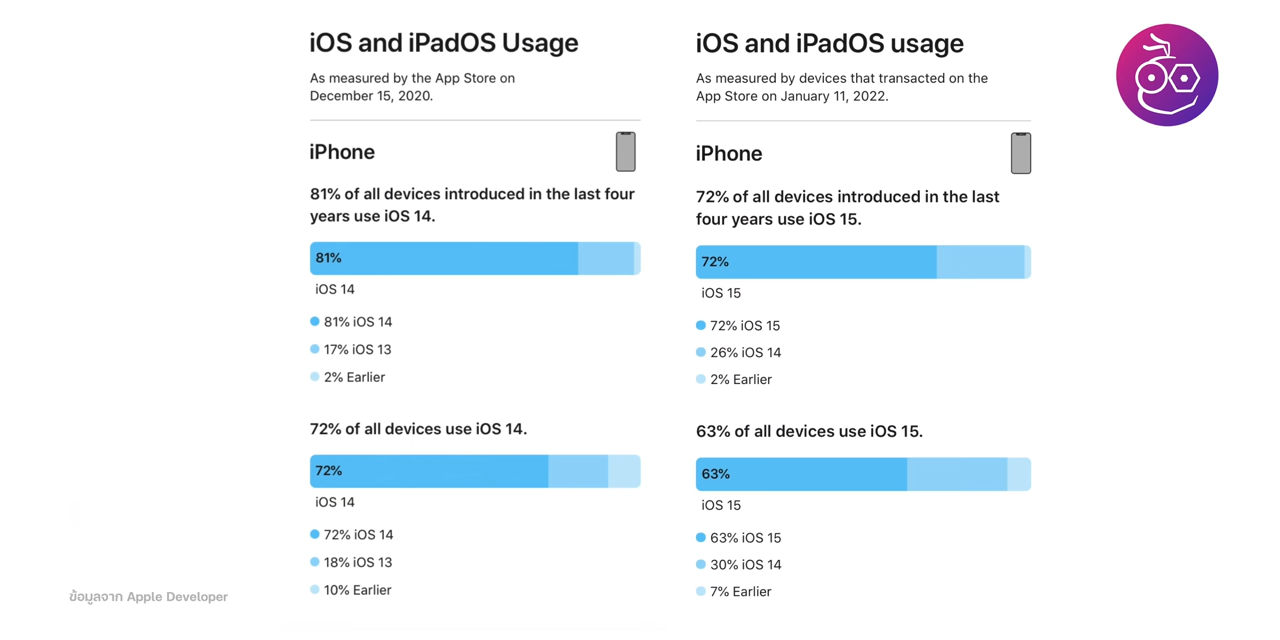 iOS and iPadOS Usage
As measured by the App Store on
December 15, 2020.
iPhone
81% of all devices introduced in the last four
years use iOS 14.
81%
iOS 14
81% iOS 14
17% iOS 13
2% Earlier
72% of all devices use iOS 14.
72%
iOS 14
72% iOS 14
18% iOS 13
10% Earlier
iOS and iPadOS usage
As measured by devices that transacted on the
App Store on January 11, 2022.
iPhone
72% of all devices introduced in the last
four years use iOS 15.
72%
iOS 15
72% iOS 15
26% iOS 14
2% Earlier
63% of all devices use iOS 15.
63%
iOS 15
63% iOS 15
30% iOS 14
7% Earlier
ข้อมูลจาก Apple Developer